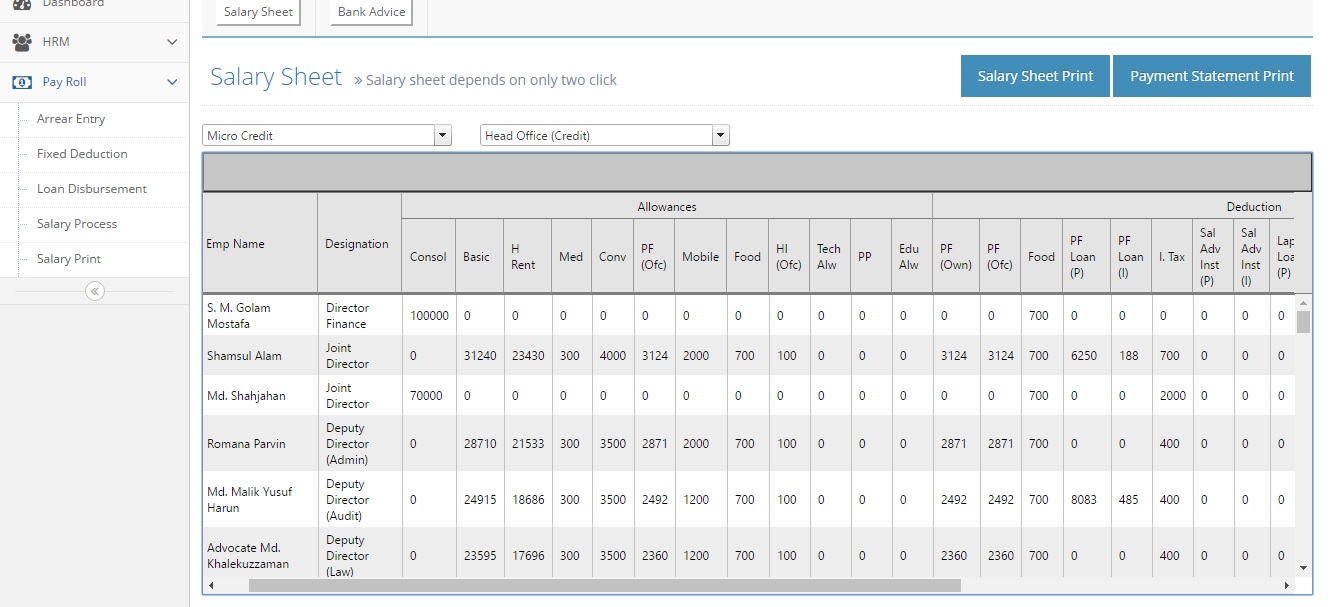 Dashboard
HRM
Pay Roll
Arrear Entry
Fixed Deduction
Loan Disbursement
Salary Process
Salary Print
Salary Sheet Bank Advice
Salary Sheet » Salary sheet depends on only two click
Salary Sheet Print Payment Statement Print
Micro Credit Head Office (Credit)
Allowances Deduction
Emp Name Designation Consol Basic H Rent Med Conv PF (Ofc) Mobile Food HI (Ofc) Tech Alw PP Edu Alw PF (Own) PF (Ofc) Food PF Loan (P) PF Loan (I) I. Tax Sal Adv Inst (P) Sal Adv Inst (I) Lap Loa (P)
S. M. Golam Mostafa Director Finance 100000 0 0 0 0 0 0 0 0 0 0 0 0 0 700 0 0 0 0 0 0
Shamsul Alam Joint Director 0 31240 23430 300 4000 3124 2000 700 100 0 0 0 3124 3124 700 6250 188 700 0 0 0
Md. Shahjahan Joint Director 70000 0 0 0 0 0 0 0 0 0 0 0 0 0 700 0 0 2000 0 0 0
Romana Parvin Deputy Director (Admin) 0 28710 21533 300 3500 2871 2000 700 100 0 0 0 2871 2871 700 0 0 400 0 0 0
Md. Malik Yusuf Harun Deputy Director (Audit) 0 24915 18686 300 3500 2492 1200 700 100 0 0 0 2492 2492 700 8083 485 400 0 0 0
Advocate Md. Khalekuzzaman Deputy Director (Law) 0 23595 17696 300 3500 2360 1200 700 100 0 0 0 2360 2360 700 0 0 400 0 0 0